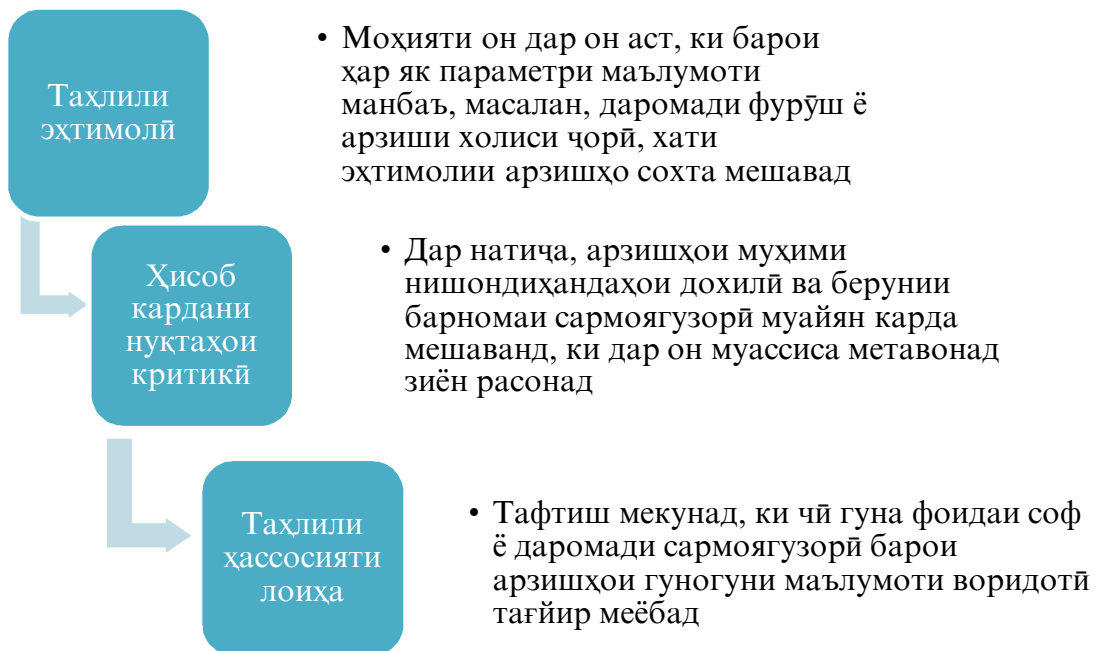 Таҳлили
эҳтимолӣ
• Моҳияти он дар он аст, ки барои
ҳар як параметри маълумоти
манбаъ, масалан, даромади фурӯш ё
арзиши холиси ҷорӣ, хати
эҳтимолии арзишҳо сохта мешавад
Ҳисоб
кардани
нуқтаҳои
критикӣ
• Дар натиҷа, арзишҳои муҳими
нишондиҳандаҳои дохилӣ ва берунии
барномаи сармоягузорӣ муайян карда
мешаванд, ки дар он муассиса метавонад
зиён расонад
Таҳлили
ҳассосияти
лоиҳа
• Тафтиш мекунад, ки чӣ гуна фоидаи соф
ё даромади сармоягузорӣ барои
арзишҳои гуногуни маълумоти воридотӣ
тағйир меёбад